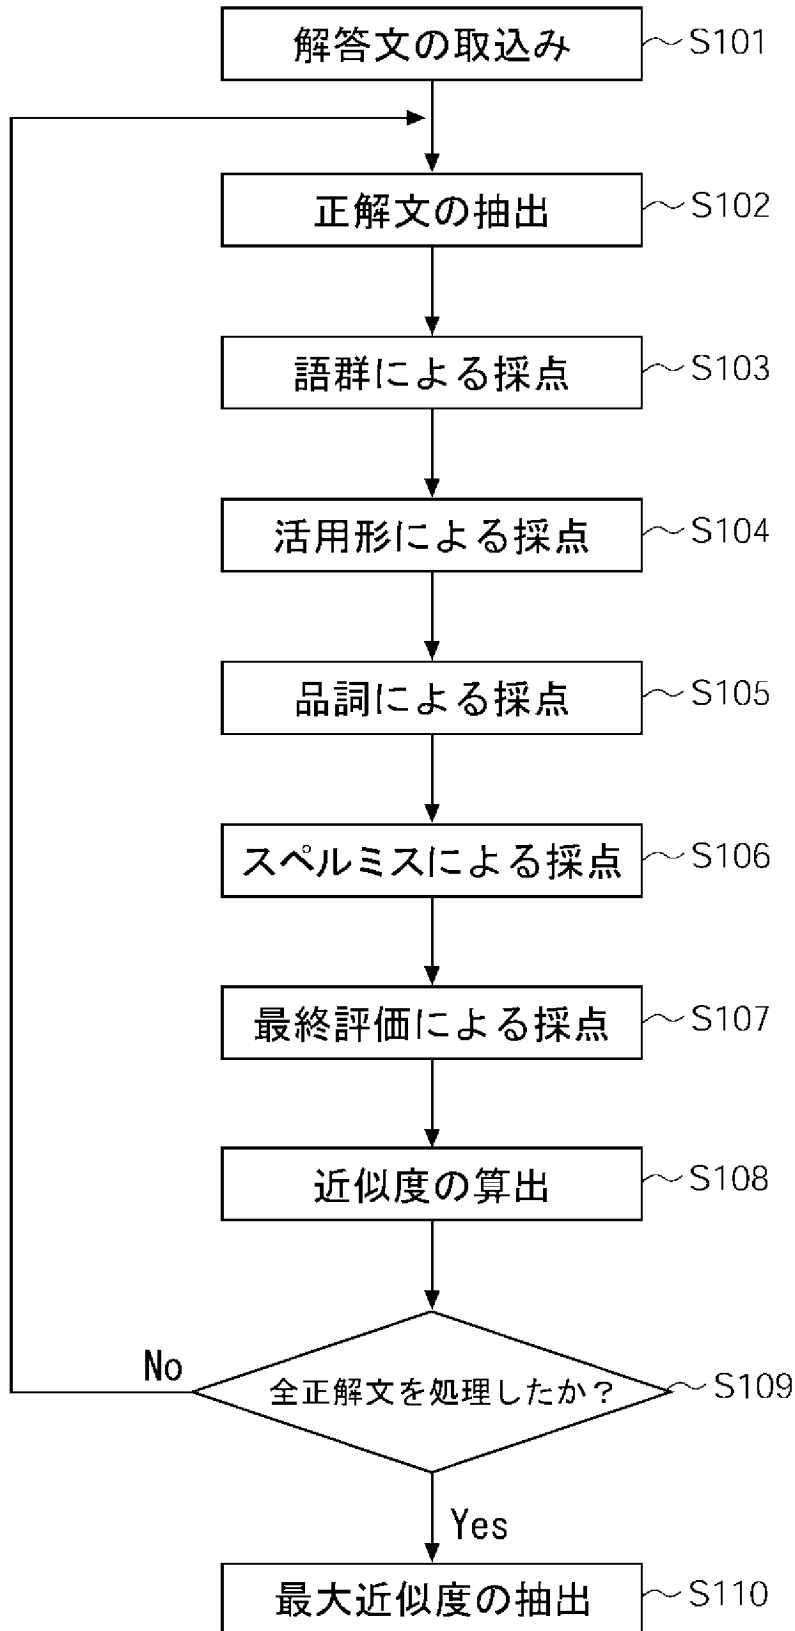 解答文の取込み S101
正解文の抽出 S102
語群による採点 S103
活用形による採点 S104
品詞による採点 S105
スペルミスによる採点 S106
最終評価による採点 S107
近似度の算出 S108
No
全正解文を処理したか？ S109
Yes
最大近似度の抽出 S110